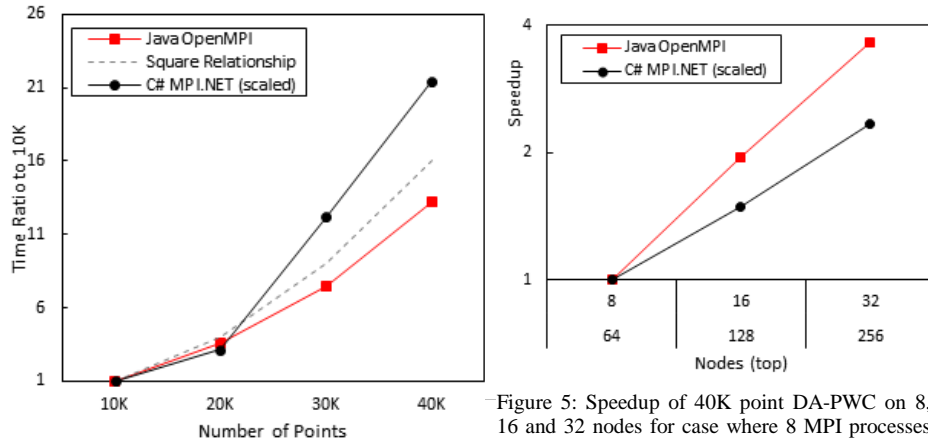 26
21
16
11
6
1
Time Ratio to 10K
Java OpenMPI
Square Relationship
C# MPI.NET (scaled)
10K 20K 30K 40K
Number of Points
4
2
1
Speedup
Java OpenMPI
C# MPI.NET (scaled)
8 16 32
64 128 256
Nodes (top)
Figure 5: Speedup of 40K point DA-PWC on 8,
16 and 32 nodes for case where 8 MPI processes